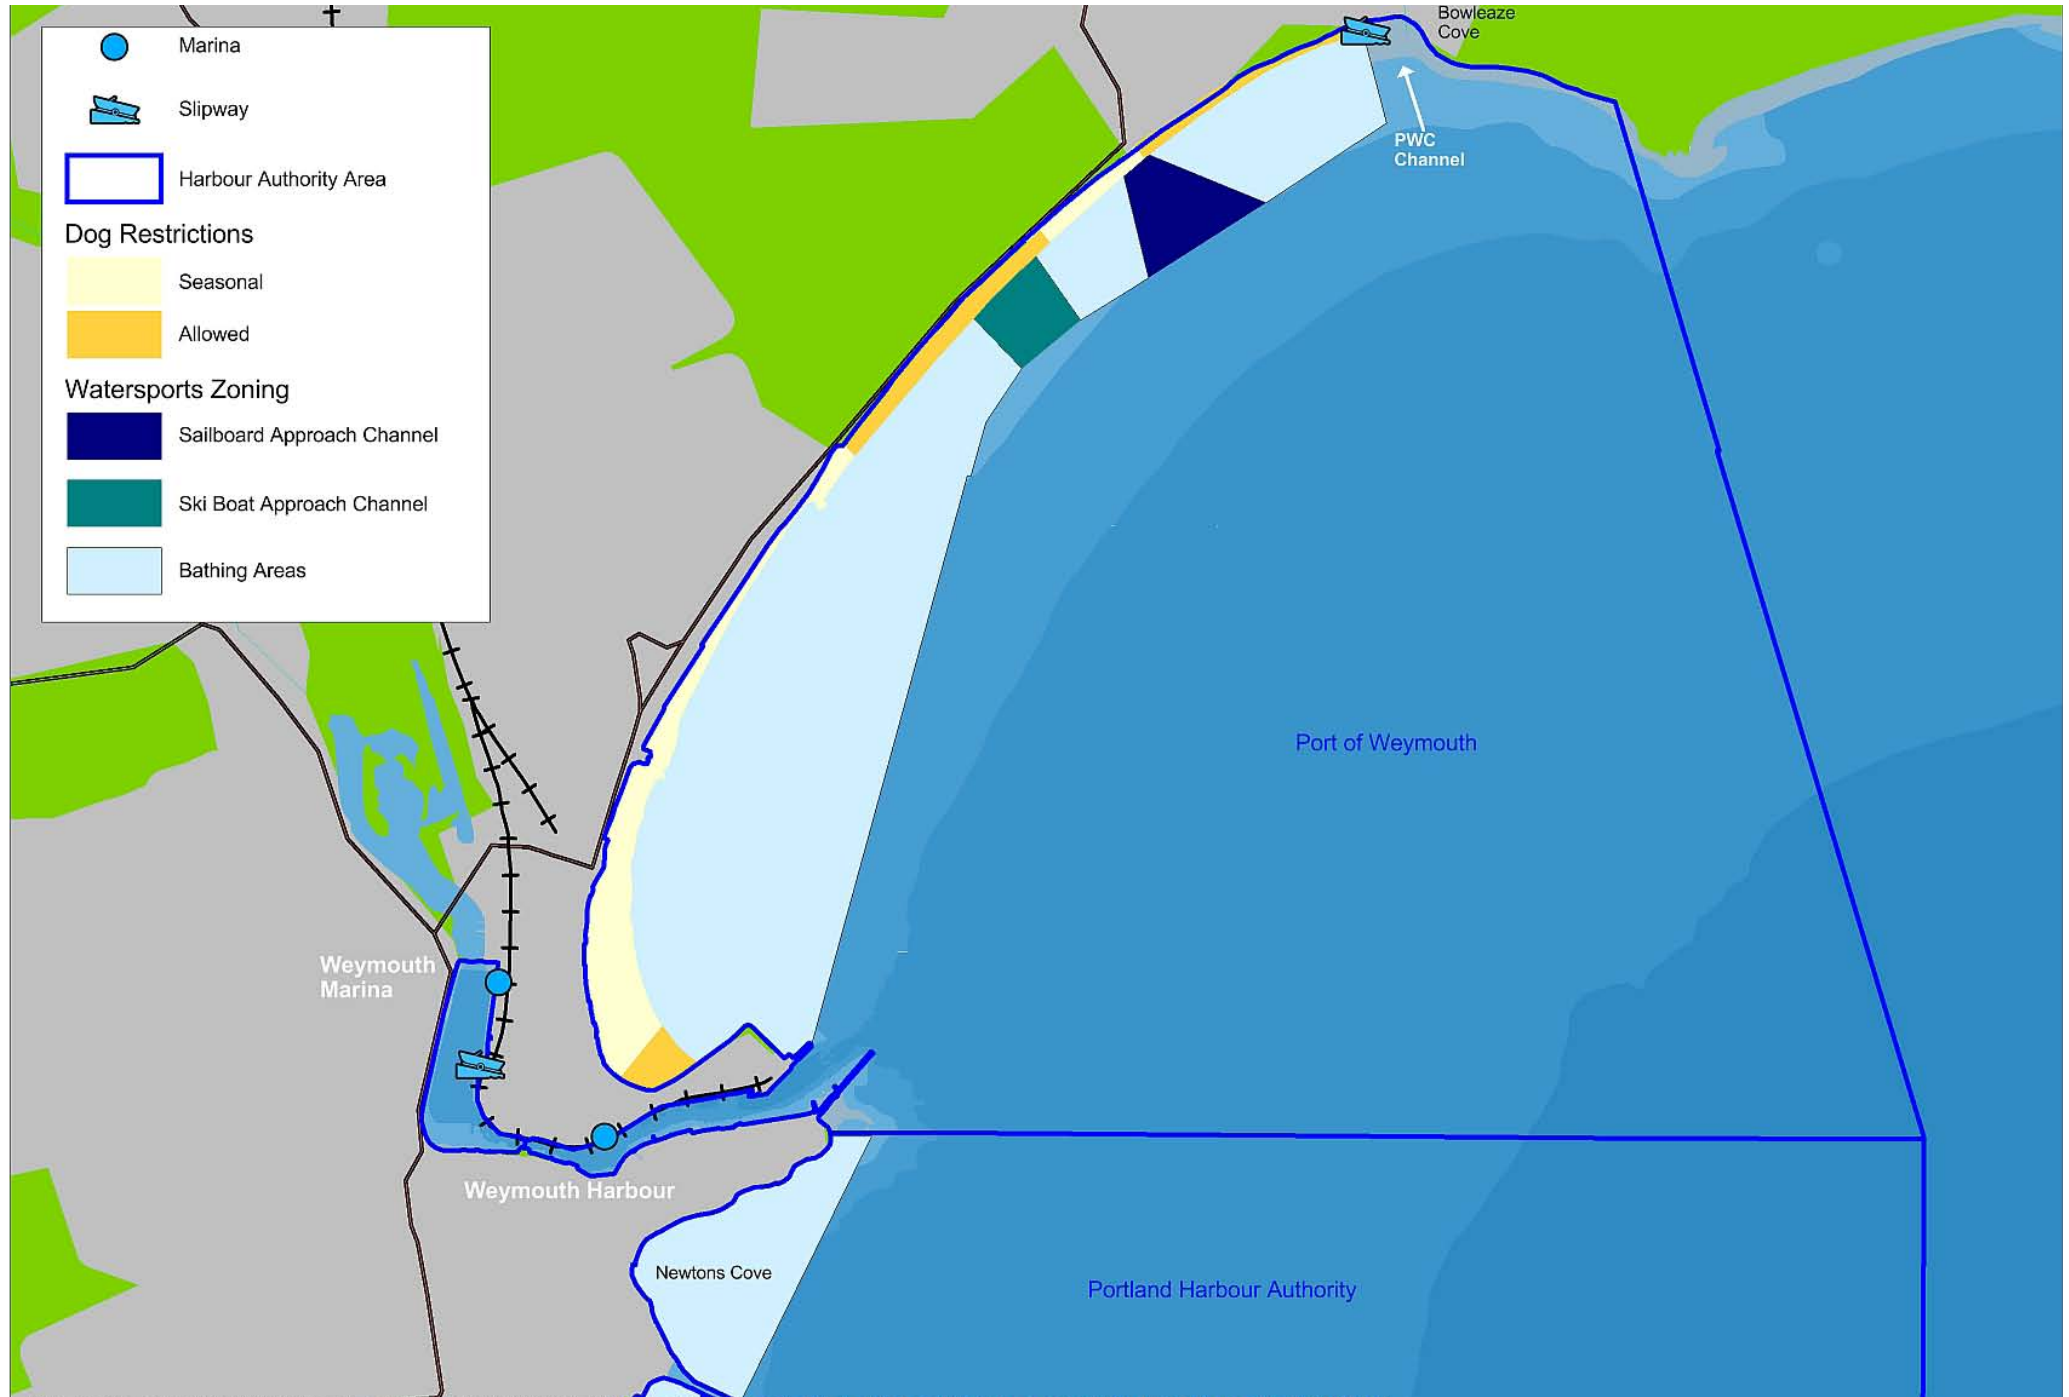 Marina
Slipway
Harbour Authority Area
Dog Restrictions
Seasonal
Allowed
Watersports Zoning
Sailboard Approach Channel
Ski Boat Approach Channel
Bathing Areas
Bowleaze
Cove
PWC
Channel
Port of Weymouth
Weymouth
Marina
Weymouth Harbour
Newtons Cove
Portland Harbour Authority